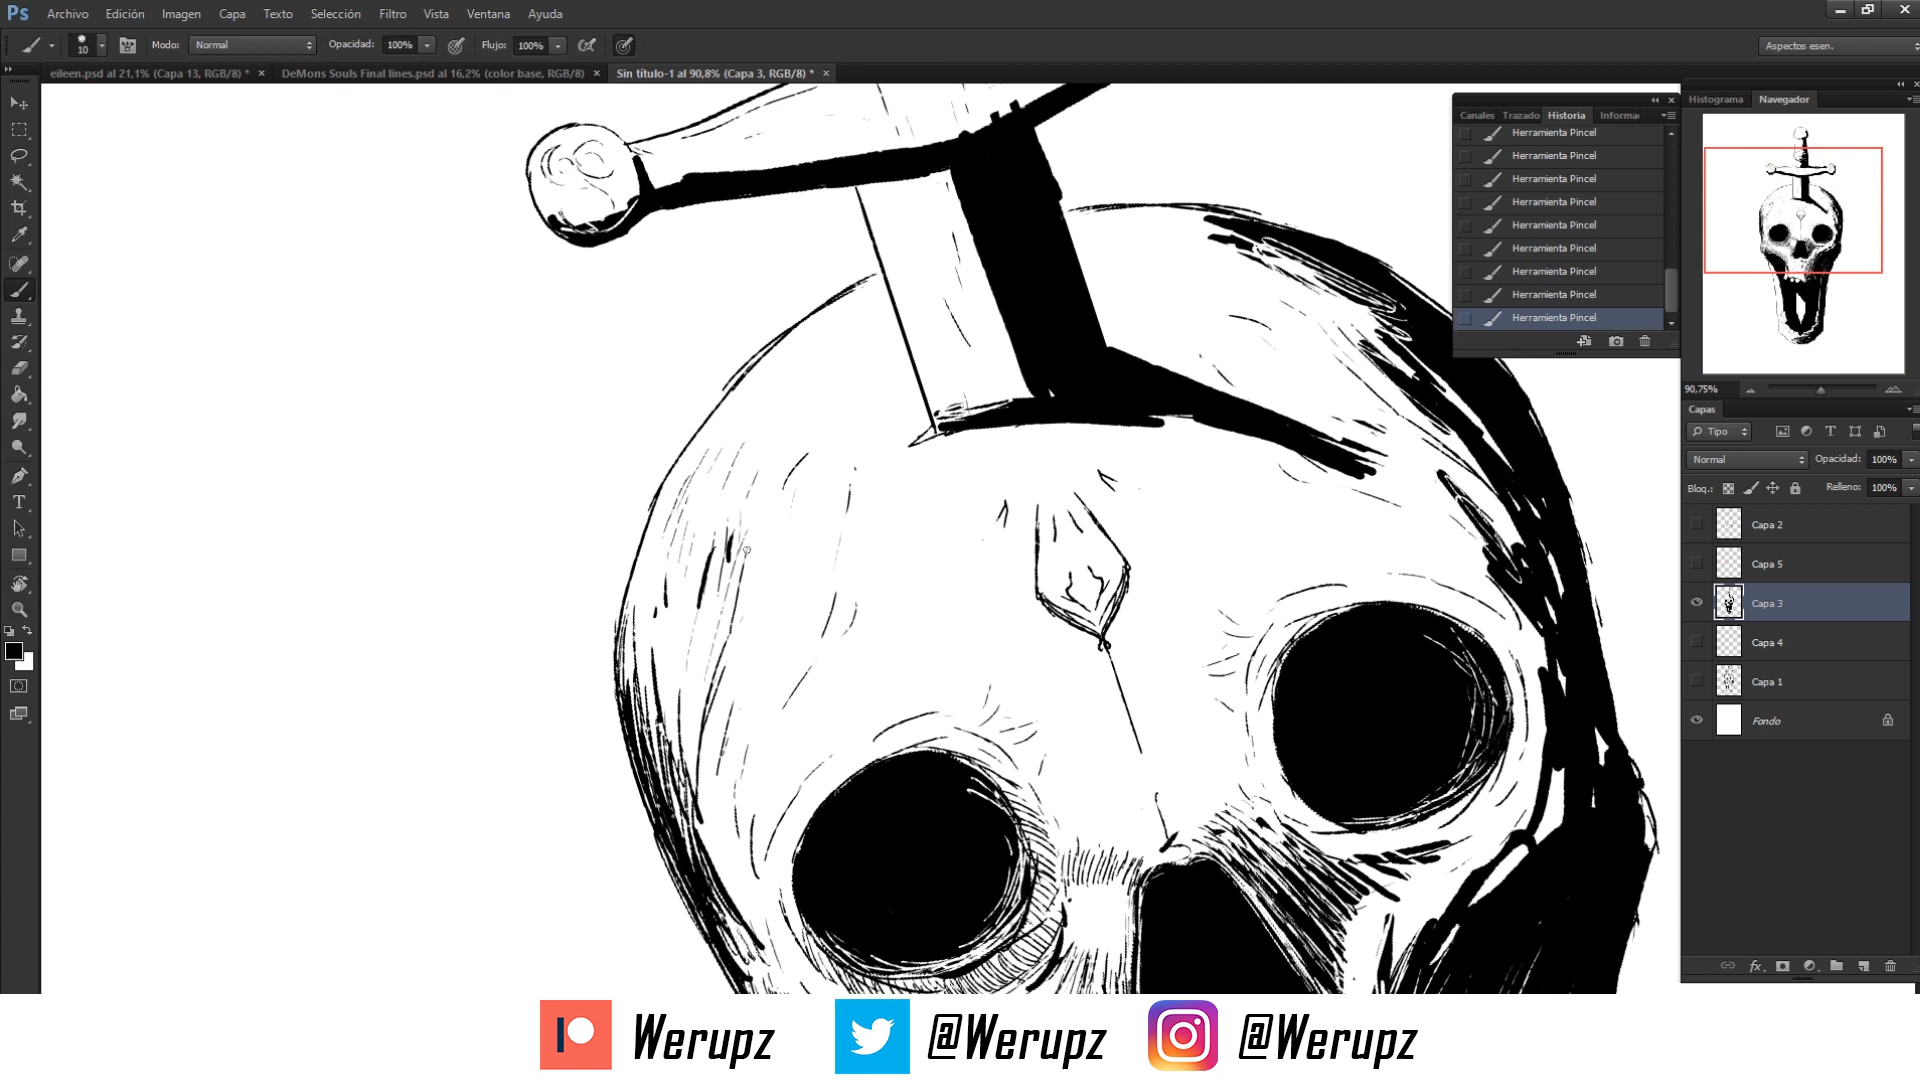 Ps Archivo Edición Imagen Capa Texto Selección Filtro Vista Ventana Ayuda
10 Modo: Normal Opacidad: 100% Flujo: 100% Aspectos esen.
eileen.psd al 21,1% (Capa 13, RGB/8) * × DeMons Souls Final lines.psd al 16,2% (color base, RGB/8) × Sin título-1 al 90,8% (Capa 3, RGB/8) * ×
Canales Trazado Historia Informa
Herramienta Pincel
Herramienta Pincel
Herramienta Pincel
Herramienta Pincel
Herramienta Pincel
Herramienta Pincel
Herramienta Pincel
Herramienta Pincel
Herramienta Pincel
Histograma Navegador
90,75%
Capas
Tipo
Normal Opacidad: 100%
Bloq.: Relleno: 100%
Capa 2
Capa 5
Capa 3
Capa 4
Capa 1
Fondo
fx
Werupz @Werupz @Werupz